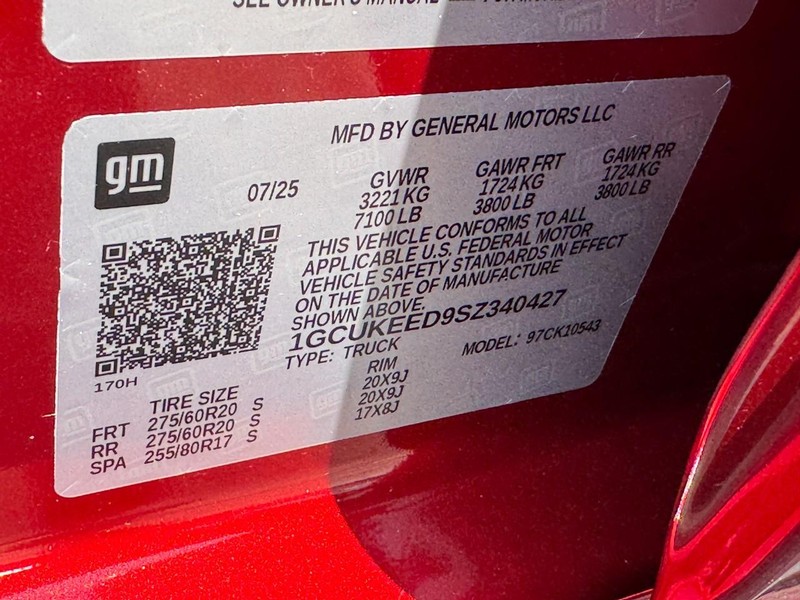 SEE OWNER'S MANUAL
MFD BY GENERAL MOTORS LLC
gm
07/25
GVWR GAWR FRT GAWR RR
3221 KG 1724 KG 1724 KG
7100 LB 3800 LB 3800 LB
THIS VEHICLE CONFORMS TO ALL
APPLICABLE U.S. FEDERAL MOTOR
VEHICLE SAFETY STANDARDS IN EFFECT
ON THE DATE OF MANUFACTURE
SHOWN ABOVE.
1GCUKEED9SZ340427
TYPE: TRUCK MODEL: 97CK10543
170H
TIRE SIZE RIM
FRT 275/60R20 S 20X9J
RR 275/60R20 S 20X9J
SPA 255/80R17 S 17X8J